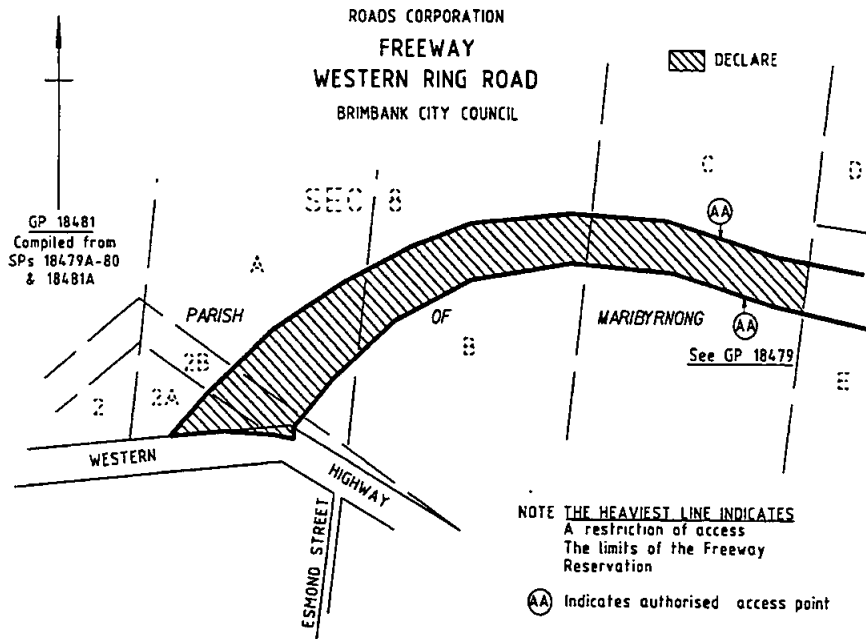 ROADS CORPORATION
FREEWAY
WESTERN RING ROAD
BRIMBANK CITY COUNCIL
DECLARE
GP 18481
Compiled from
SPs 18479A-80
& 18481A
SEC 8
A
C
D
AA
PARISH
OF
MARIBYRNONG
B
AA
See GP 18479
E
2B
2A
2
WESTERN
HIGHWAY
ESMOND STREET
NOTE THE HEAVIEST LINE INDICATES
A restriction of access
The limits of the Freeway
Reservation
AA Indicates authorised access point